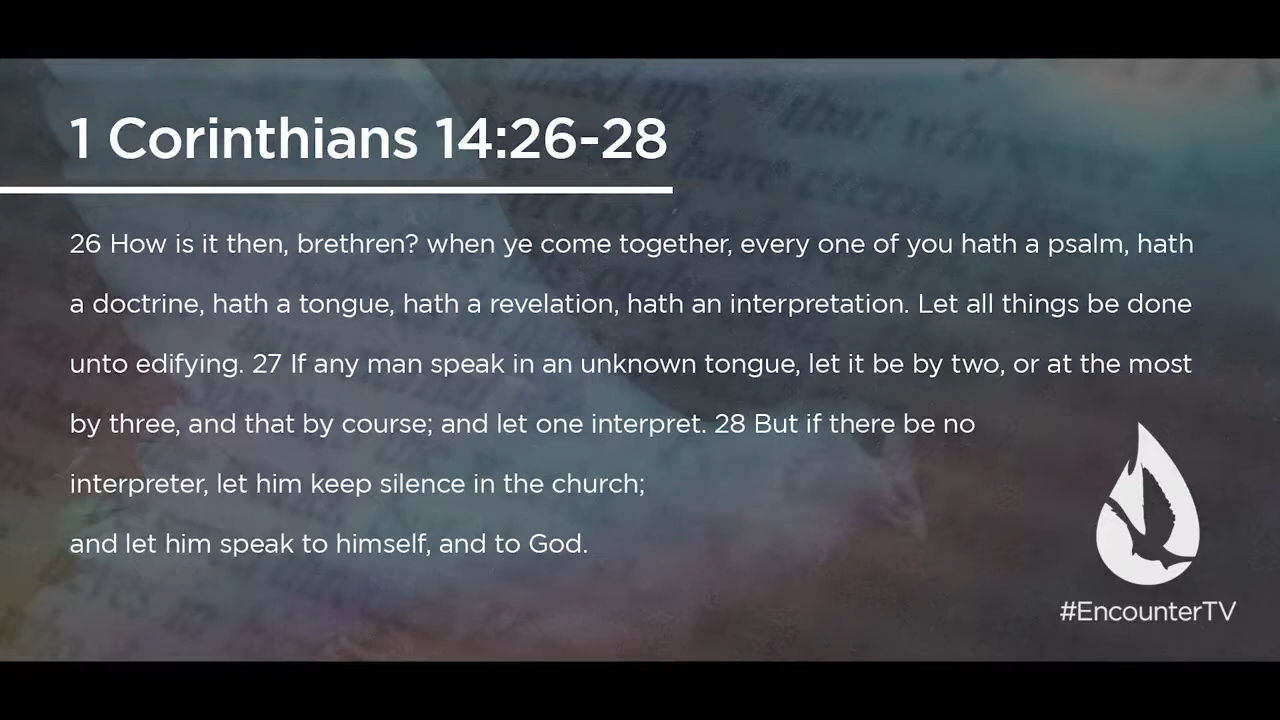 1 Corinthians 14:26-28
26 How is it then, brethren? when ye come together, every one of you hath a psalm, hath
a doctrine, hath a tongue, hath a revelation, hath an interpretation. Let all things be done
unto edifying. 27 If any man speak in an unknown tongue, let it be by two, or at the most
by three, and that by course; and let one interpret. 28 But if there be no
interpreter, let him keep silence in the church;
and let him speak to himself, and to God.
#EncounterTV